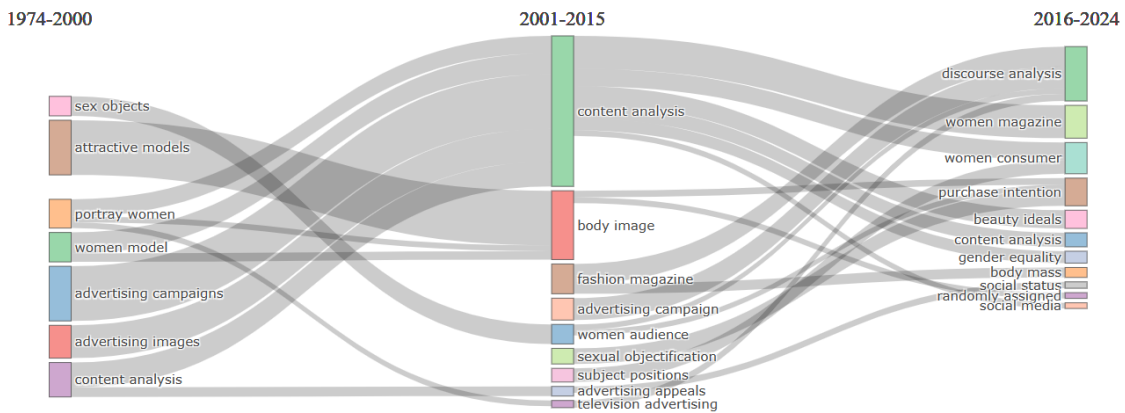 1974-2000
2001-2015
2016-2024
sex objects
attractive models
portray women
women model
advertising campaigns
advertising images
content analysis
content analysis
body image
fashion magazine
advertising campaign
women audience
sexual objectification
subject positions
advertising appeals
television advertising
discourse analysis
women magazine
women consumer
purchase intention
beauty ideals
content analysis
gender equality
body mass
social status
randomly assigned
social media